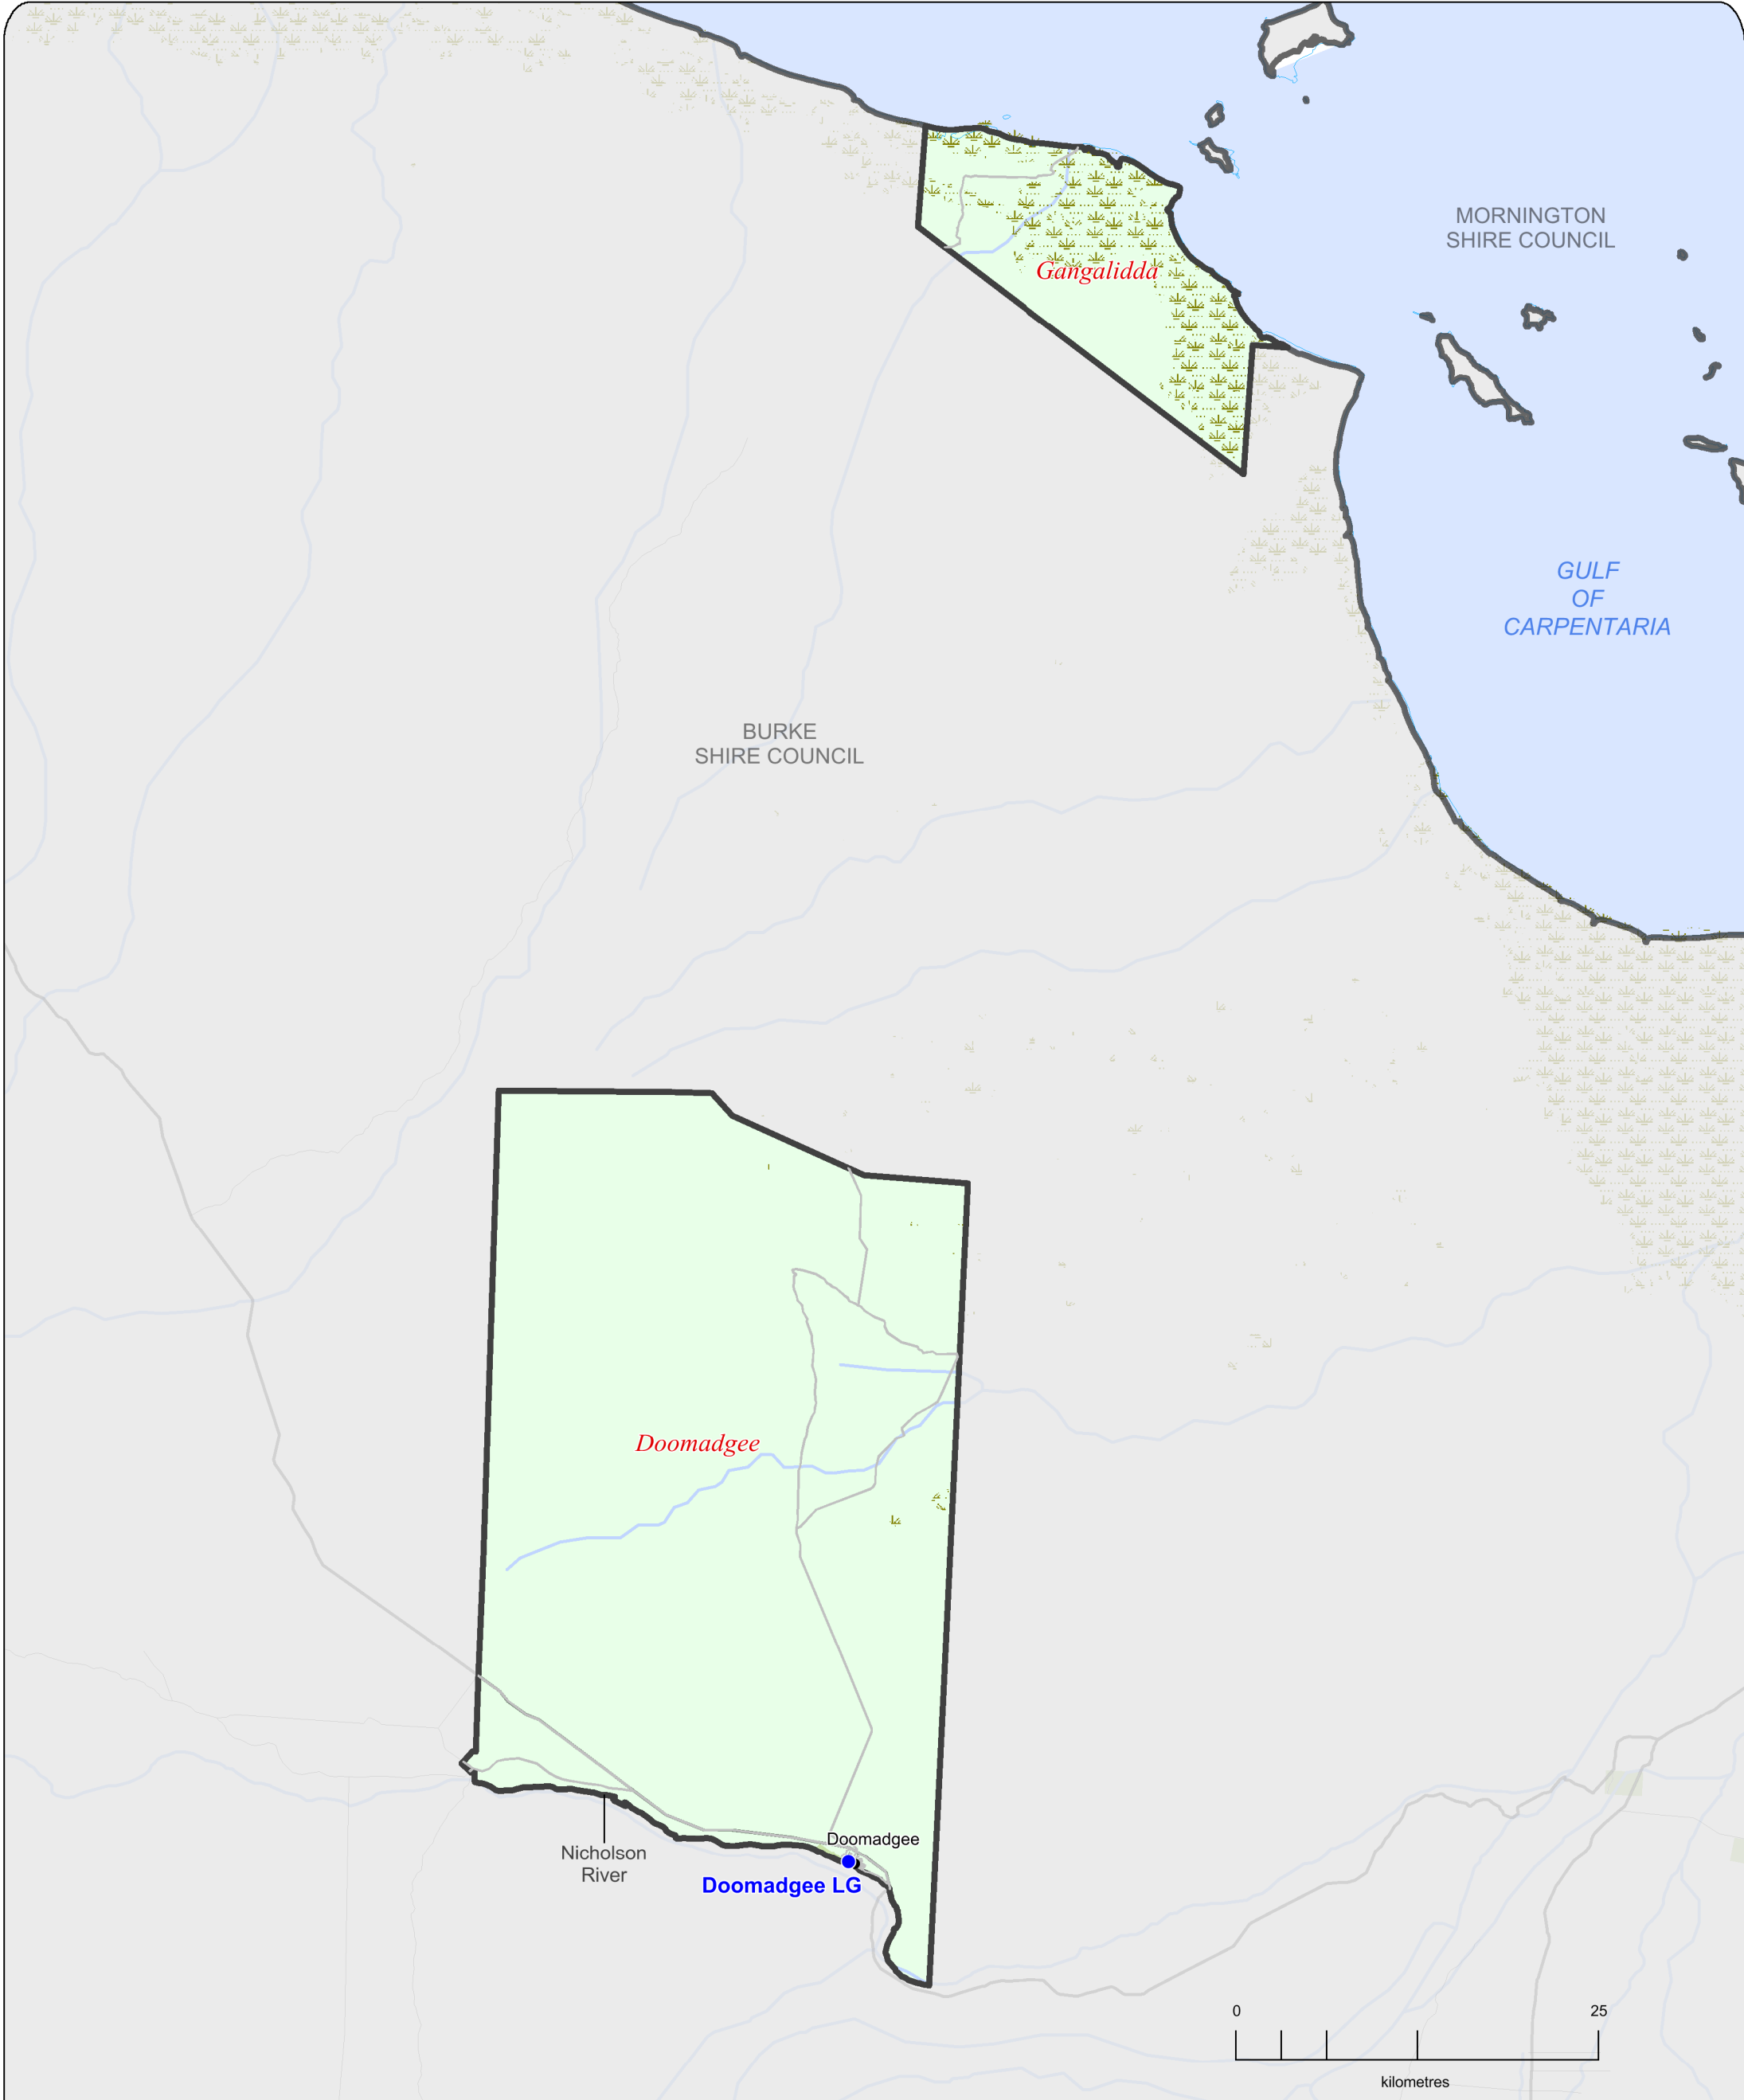 MORNINGTON
SHIRE COUNCIL
Gangalidda
GULF
OF
CARPENTARIA
BURKE
SHIRE COUNCIL
Doomadgee
Doomadgee
Nicholson
River
Doomadgee LG
0 25
kilometres